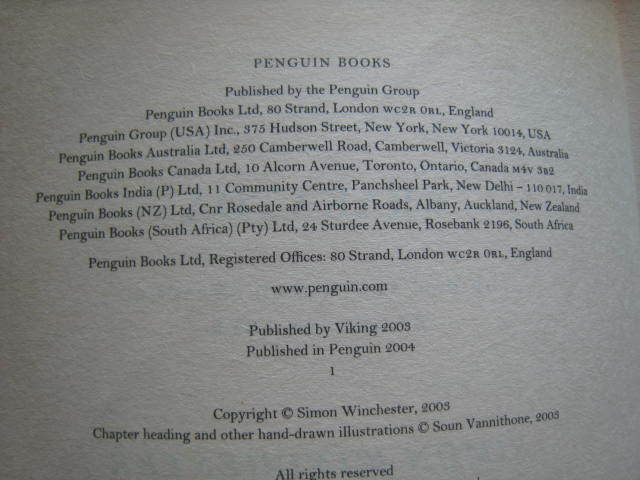 PENGUIN BOOKS
Published by the Penguin Group
Penguin Books Ltd, 80 Strand, London WC2R 0RL, England
Penguin Group (USA) Inc., 375 Hudson Street, New York, New York 10014, USA
Penguin Books Australia Ltd, 250 Camberwell Road, Camberwell, Victoria 3124, Australia
Penguin Books Canada Ltd, 10 Alcorn Avenue, Toronto, Ontario, Canada M4V 3B2
Penguin Books India (P) Ltd, 11 Community Centre, Panchsheel Park, New Delhi – 110 017, India
Penguin Books (NZ) Ltd, Cnr Rosedale and Airborne Roads, Albany, Auckland, New Zealand
Penguin Books (South Africa) (Pty) Ltd, 24 Sturdee Avenue, Rosebank 2196, South Africa
Penguin Books Ltd, Registered Offices: 80 Strand, London WC2R 0RL, England
www.penguin.com
Published by Viking 2003
Published in Penguin 2004
1
Copyright © Simon Winchester, 2003
Chapter heading and other hand-drawn illustrations © Soun Vannithone, 2003
All rights reserved